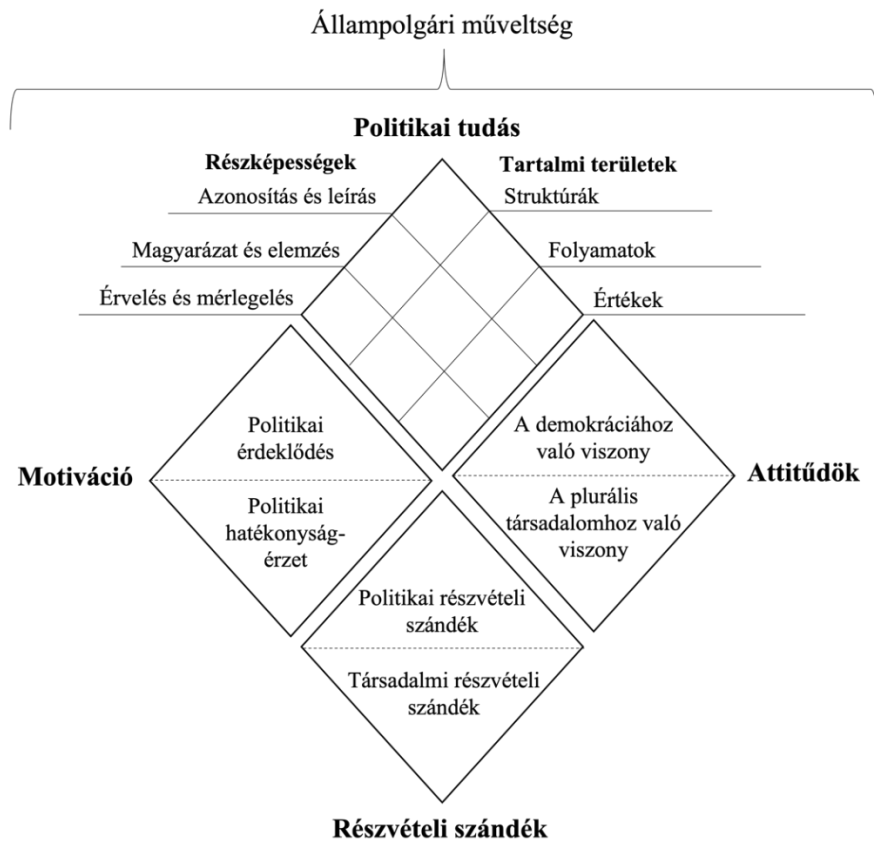 Állampolgári műveltség
Politikai tudás
Részképességek
Azonosítás és leírás
Magyarázat és elemzés
Érvelés és mérlegelés
Tartalmi területek
Struktúrák
Folyamatok
Értékek
Motiváció
Politikai
érdeklődés
Politikai
hatékonyság-
érzet
A demokráciához
való viszony
A plurális
társadalomhoz való
viszony
Attitűdök
Politikai részvételi
szándék
Társadalmi részvételi
szándék
Részvételi szándék